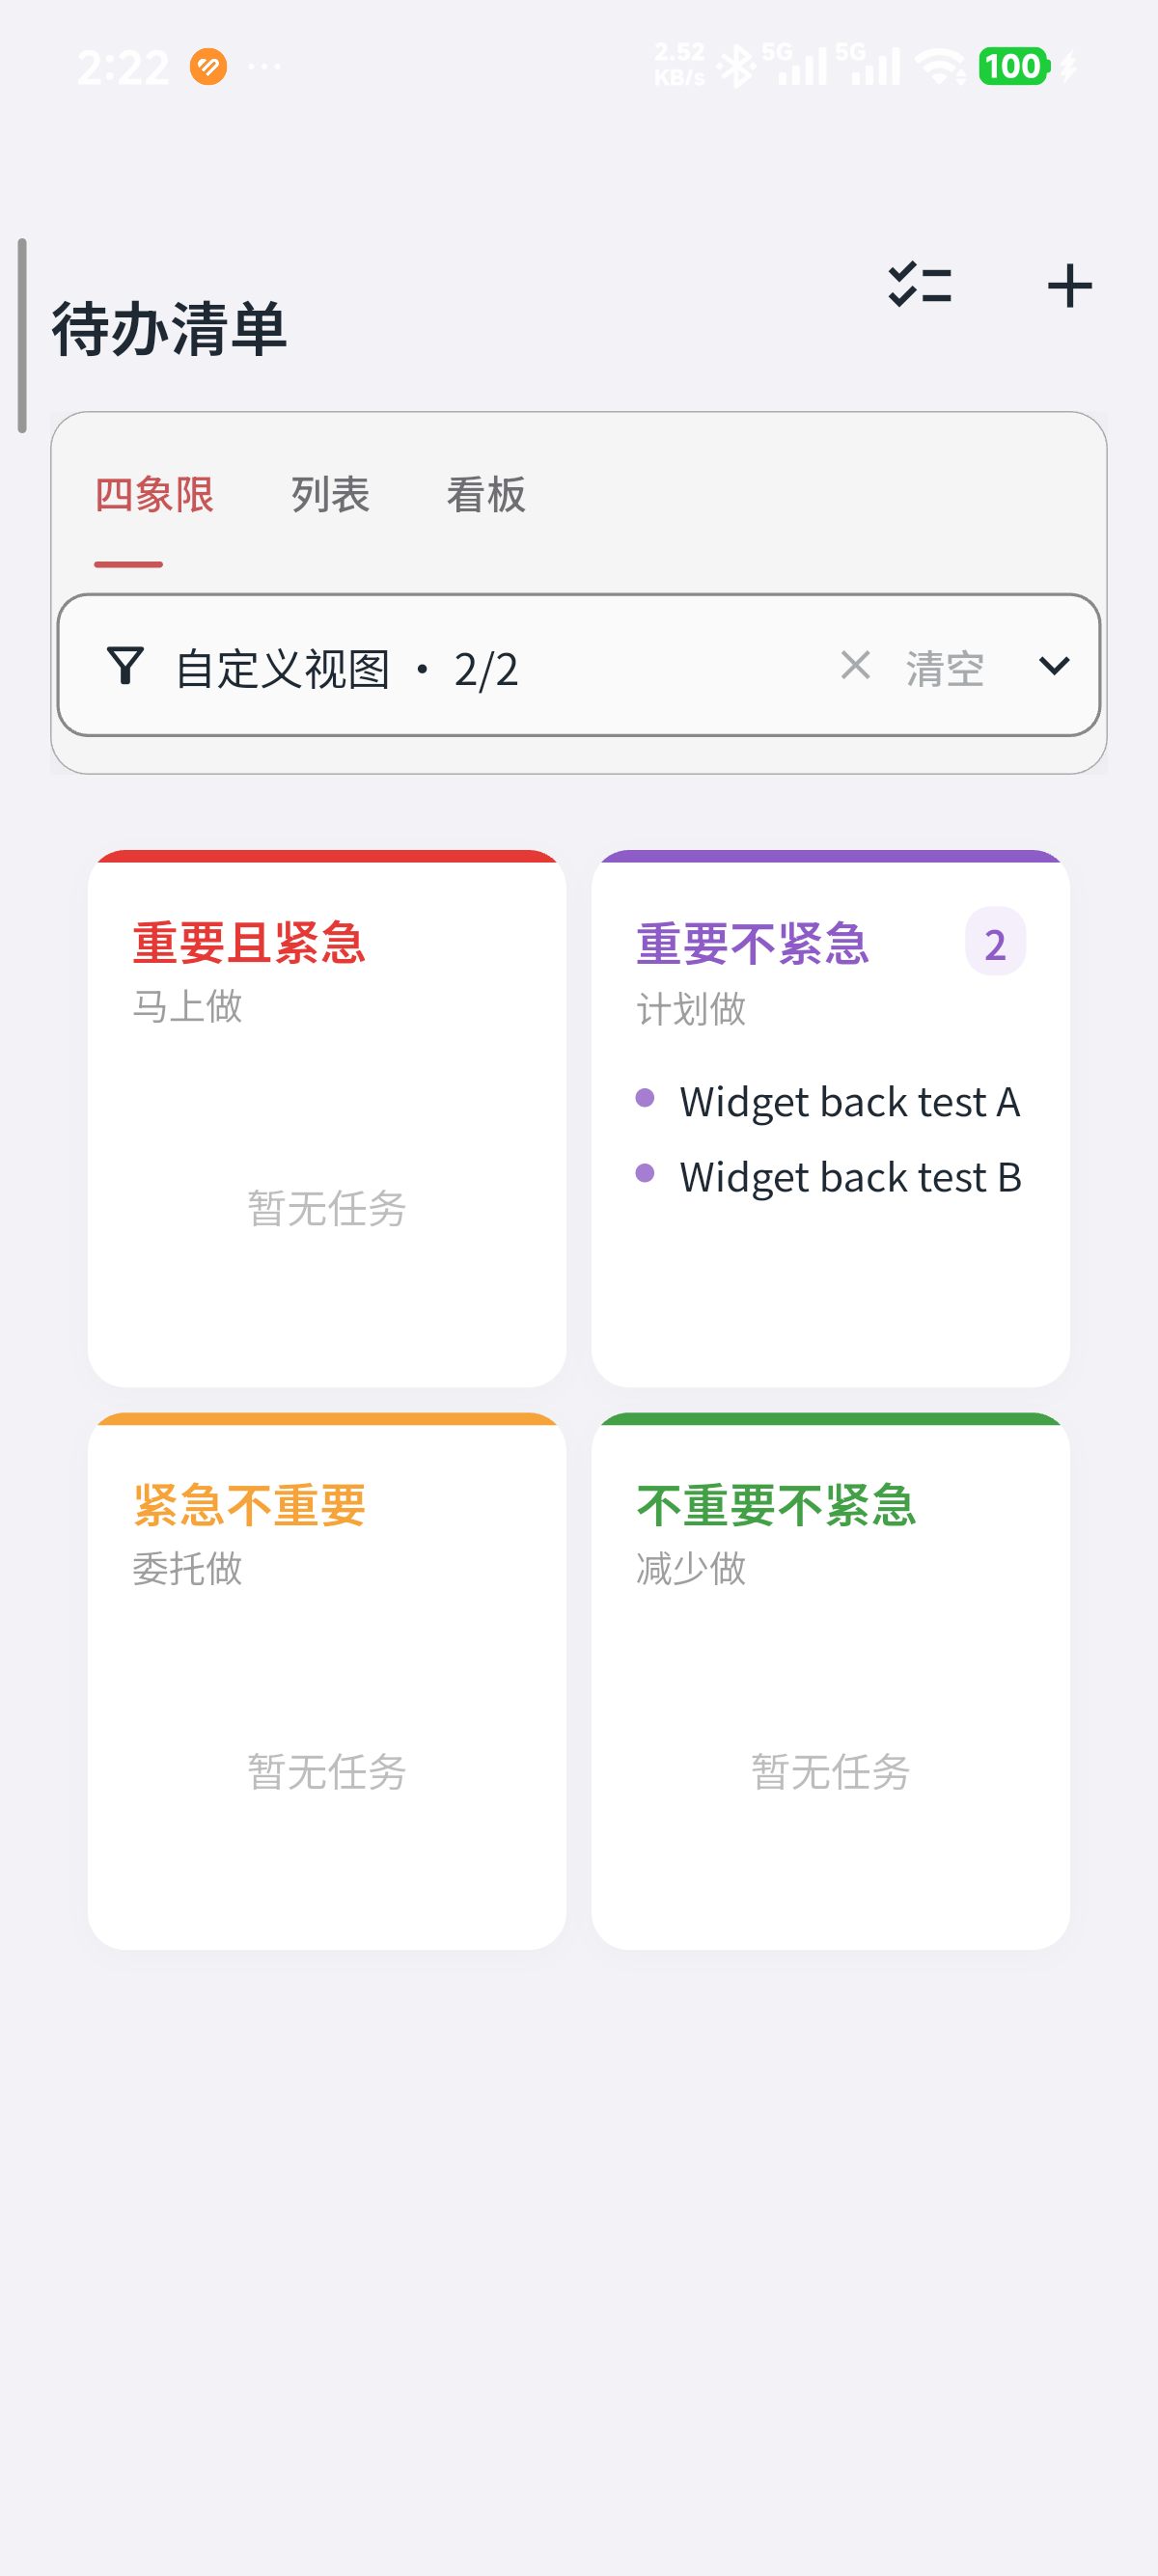 2:22 ...
2.52 KB/s 5G 5G 100
待办清单
四象限 列表 看板
自定义视图 · 2/2 清空
重要且紧急
马上做
暂无任务
重要不紧急 2
计划做
Widget back test A
Widget back test B
紧急不重要
委托做
暂无任务
不重要不紧急
减少做
暂无任务